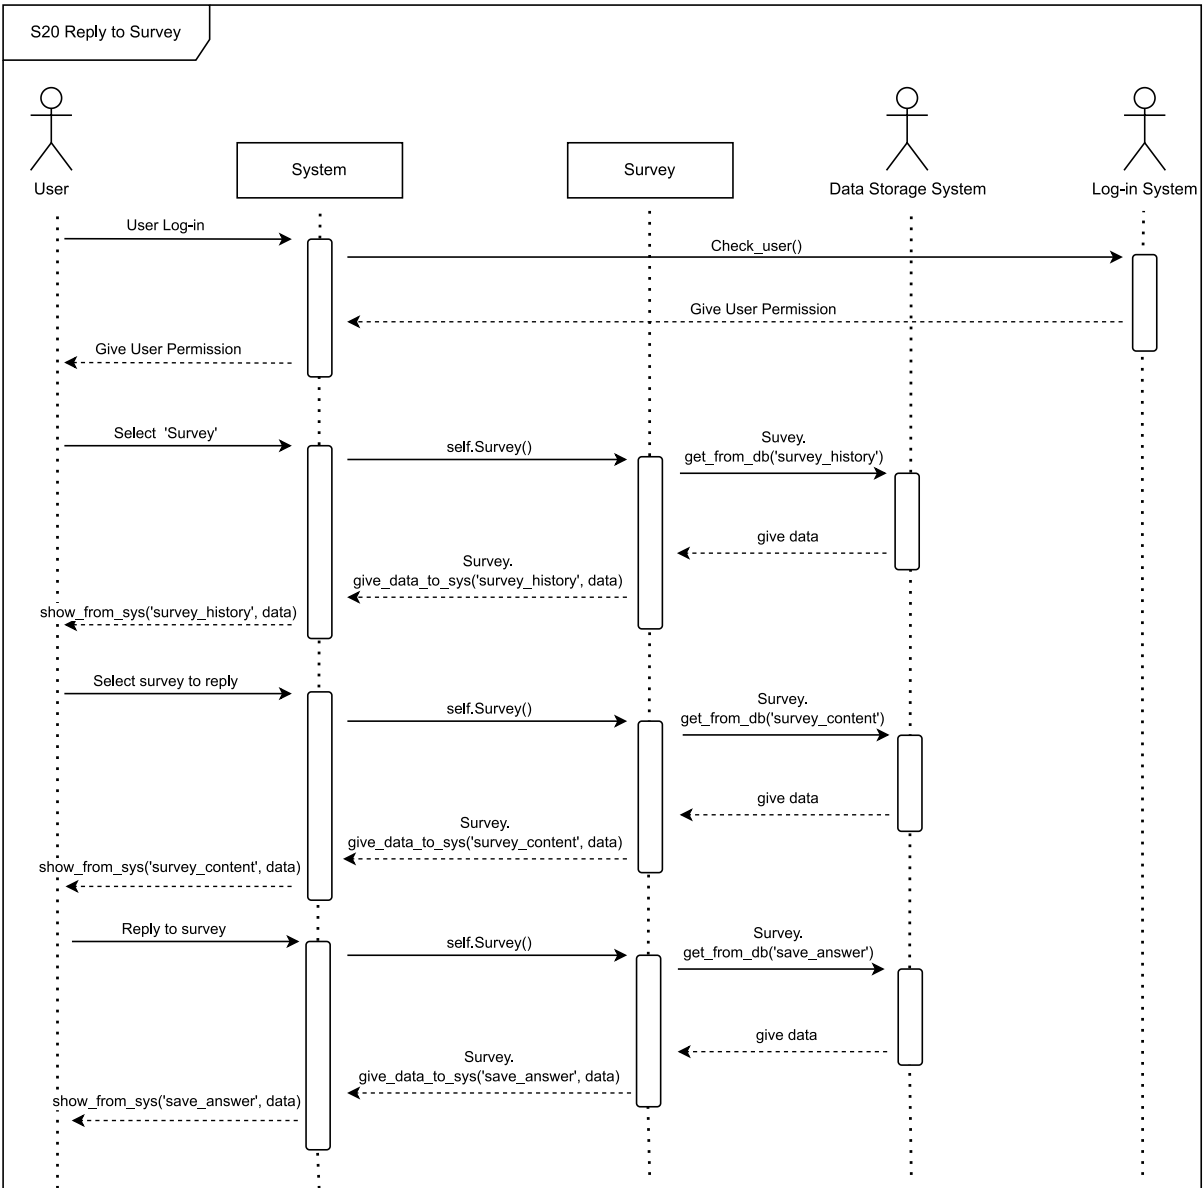 S20 Reply to Survey
User
System
Survey
Data Storage System
Log-in System
User Log-in
Check_user()
Give User Permission
Give User Permission
Select  'Survey'
self.Survey()
Suvey.
get_from_db('survey_history')
give data
Survey.
give_data_to_sys('survey_history', data)
show_from_sys('survey_history', data)
Select survey to reply
self.Survey()
Survey.
get_from_db('survey_content')
give data
Survey.
give_data_to_sys('survey_content', data)
show_from_sys('survey_content', data)
Reply to survey
self.Survey()
Survey.
get_from_db('save_answer')
give data
Survey.
give_data_to_sys('save_answer', data)
show_from_sys('save_answer', data)